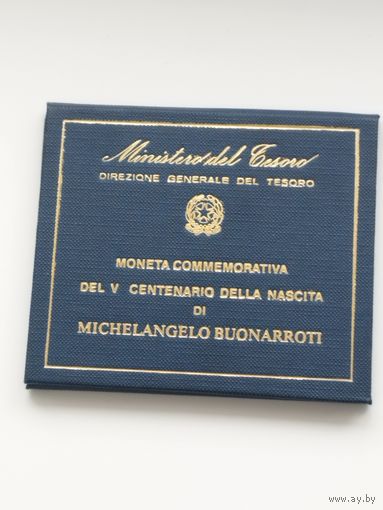 Ministero del Tesoro
DIREZIONE GENERALE DEL TESORO
MONETA COMMEMORATIVA
DEL V CENTENARIO DELLA NASCITA
DI
MICHELANGELO BUONARROTI
www.ay.by